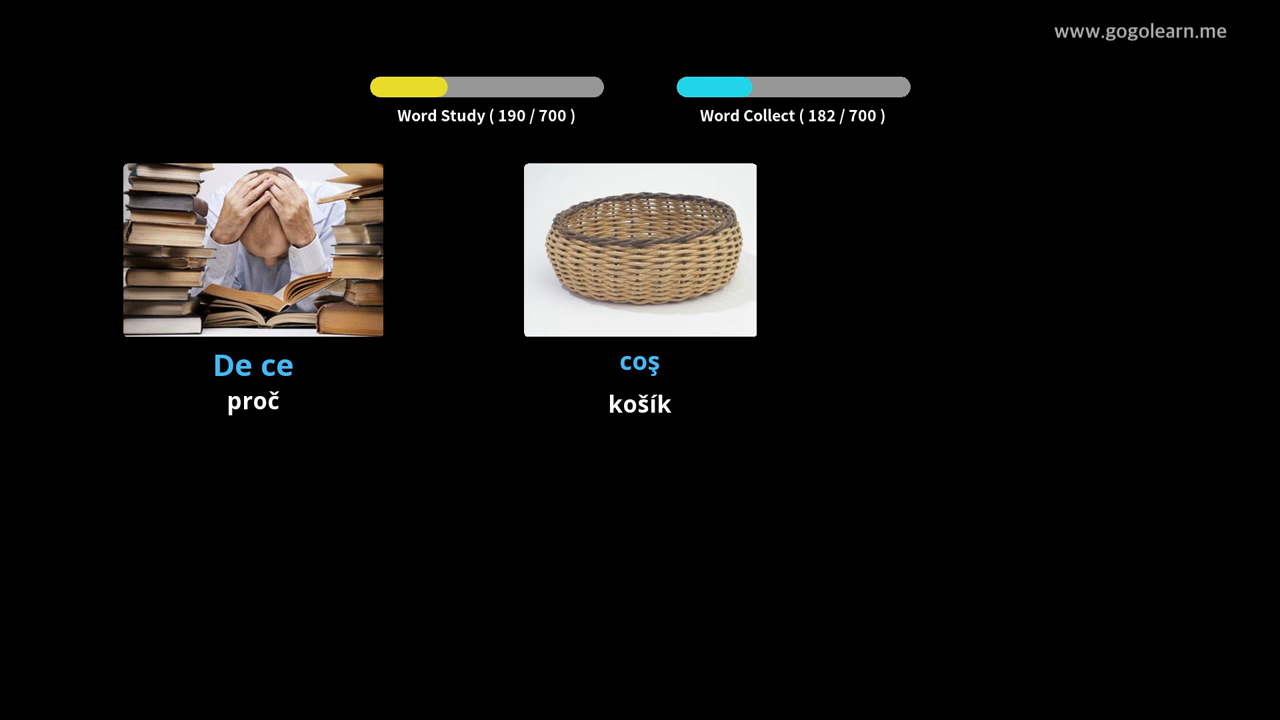 www.gogolearn.me
Word Study ( 190 / 700 )
Word Collect ( 182 / 700 )
De ce
proč
coş
košík